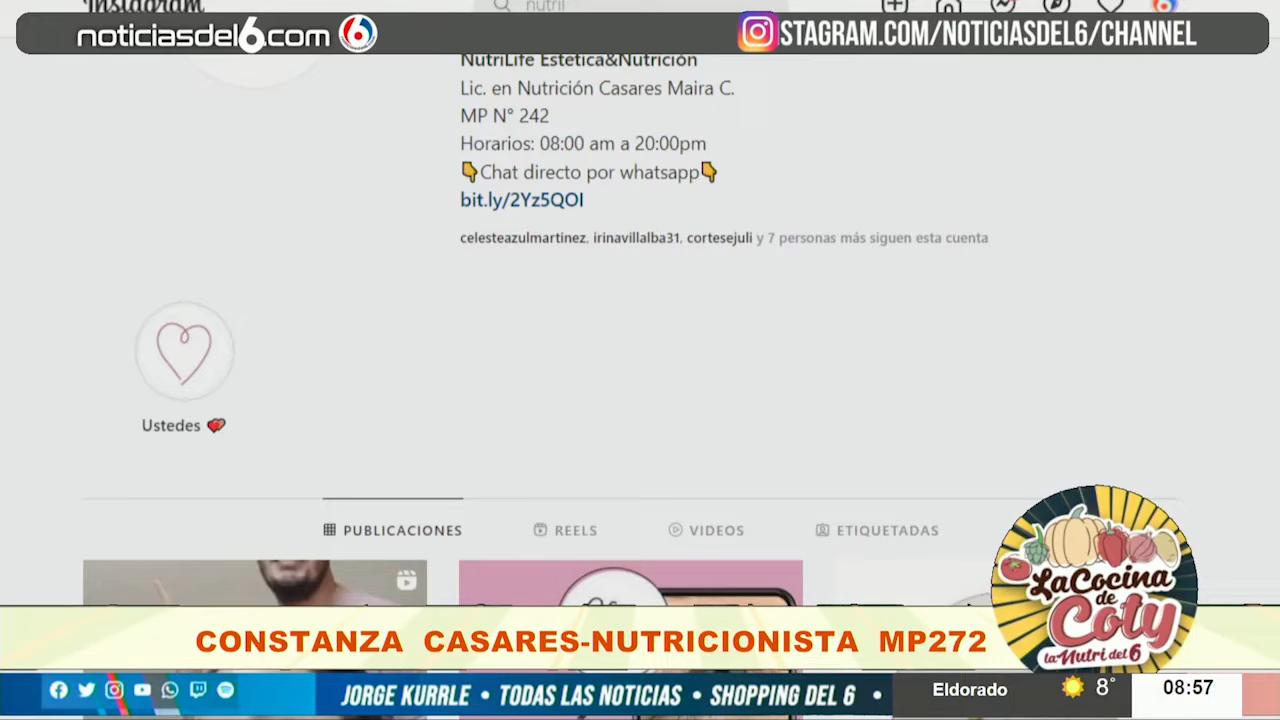 Instagram
nutril
noticiasdel6.com
STAGRAM.COM/NOTICIASDEL6/CHANNEL
NutriLife Estética&Nutrición
Lic. en Nutrición Casares Maira C.
MP N° 242
Horarios: 08:00 am a 20:00pm
👇Chat directo por whatsapp👇
bit.ly/2Yz5QOI
celesteazulmartinez, irinavillalba31, cortesejuli y 7 personas más siguen esta cuenta
Ustedes 💕
PUBLICACIONES
REELS
VIDEOS
ETIQUETADAS
La Cocina
de
Coty
la Nutri del 6
CONSTANZA CASARES-NUTRICIONISTA MP272
JORGE KURRLE • TODAS LAS NOTICIAS • SHOPPING DEL 6 •
Eldorado
8°
08:57